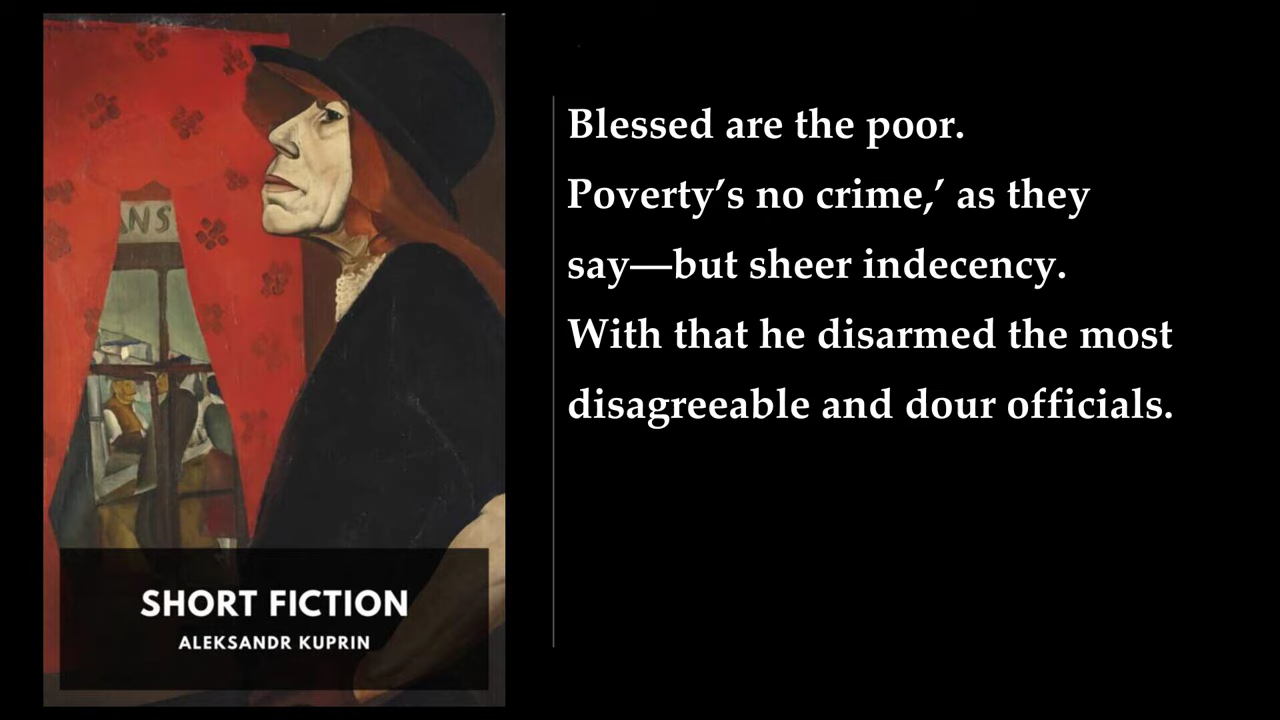 ANS
SHORT FICTION
ALEKSANDR KUPRIN
Blessed are the poor.
Poverty’s no crime,’ as they
say—but sheer indecency.
With that he disarmed the most
disagreeable and dour officials.